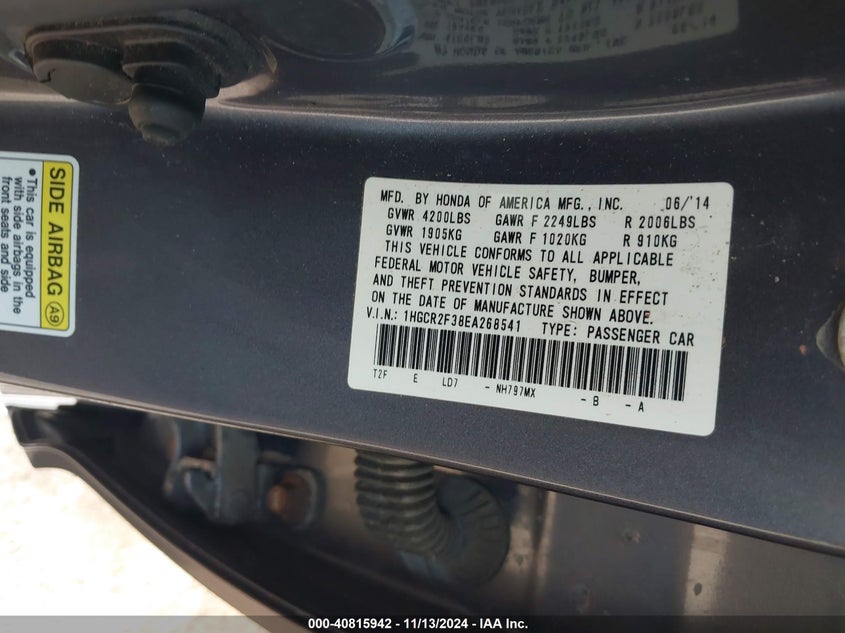 MFD. BY HONDA OF AMERICA MFG., INC. 06/'14
GVWR 4200LBS GAWR F 2249LBS R 2006LBS
GVWR 1905KG GAWR F 1020KG R 910KG
THIS VEHICLE CONFORMS TO ALL APPLICABLE
FEDERAL MOTOR VEHICLE SAFETY, BUMPER,
AND THEFT PREVENTION STANDARDS IN EFFECT
ON THE DATE OF MANUFACTURE SHOWN ABOVE.
V.I.N.: 1HGCR2F38EA268541 TYPE: PASSENGER CAR
T2F E LD7 - NH797MX - B - A
SIDE AIRBAG A9
• This car is equipped
with side airbags in the
front seats and side
000-40815942 - 11/13/2024 - IAA Inc.